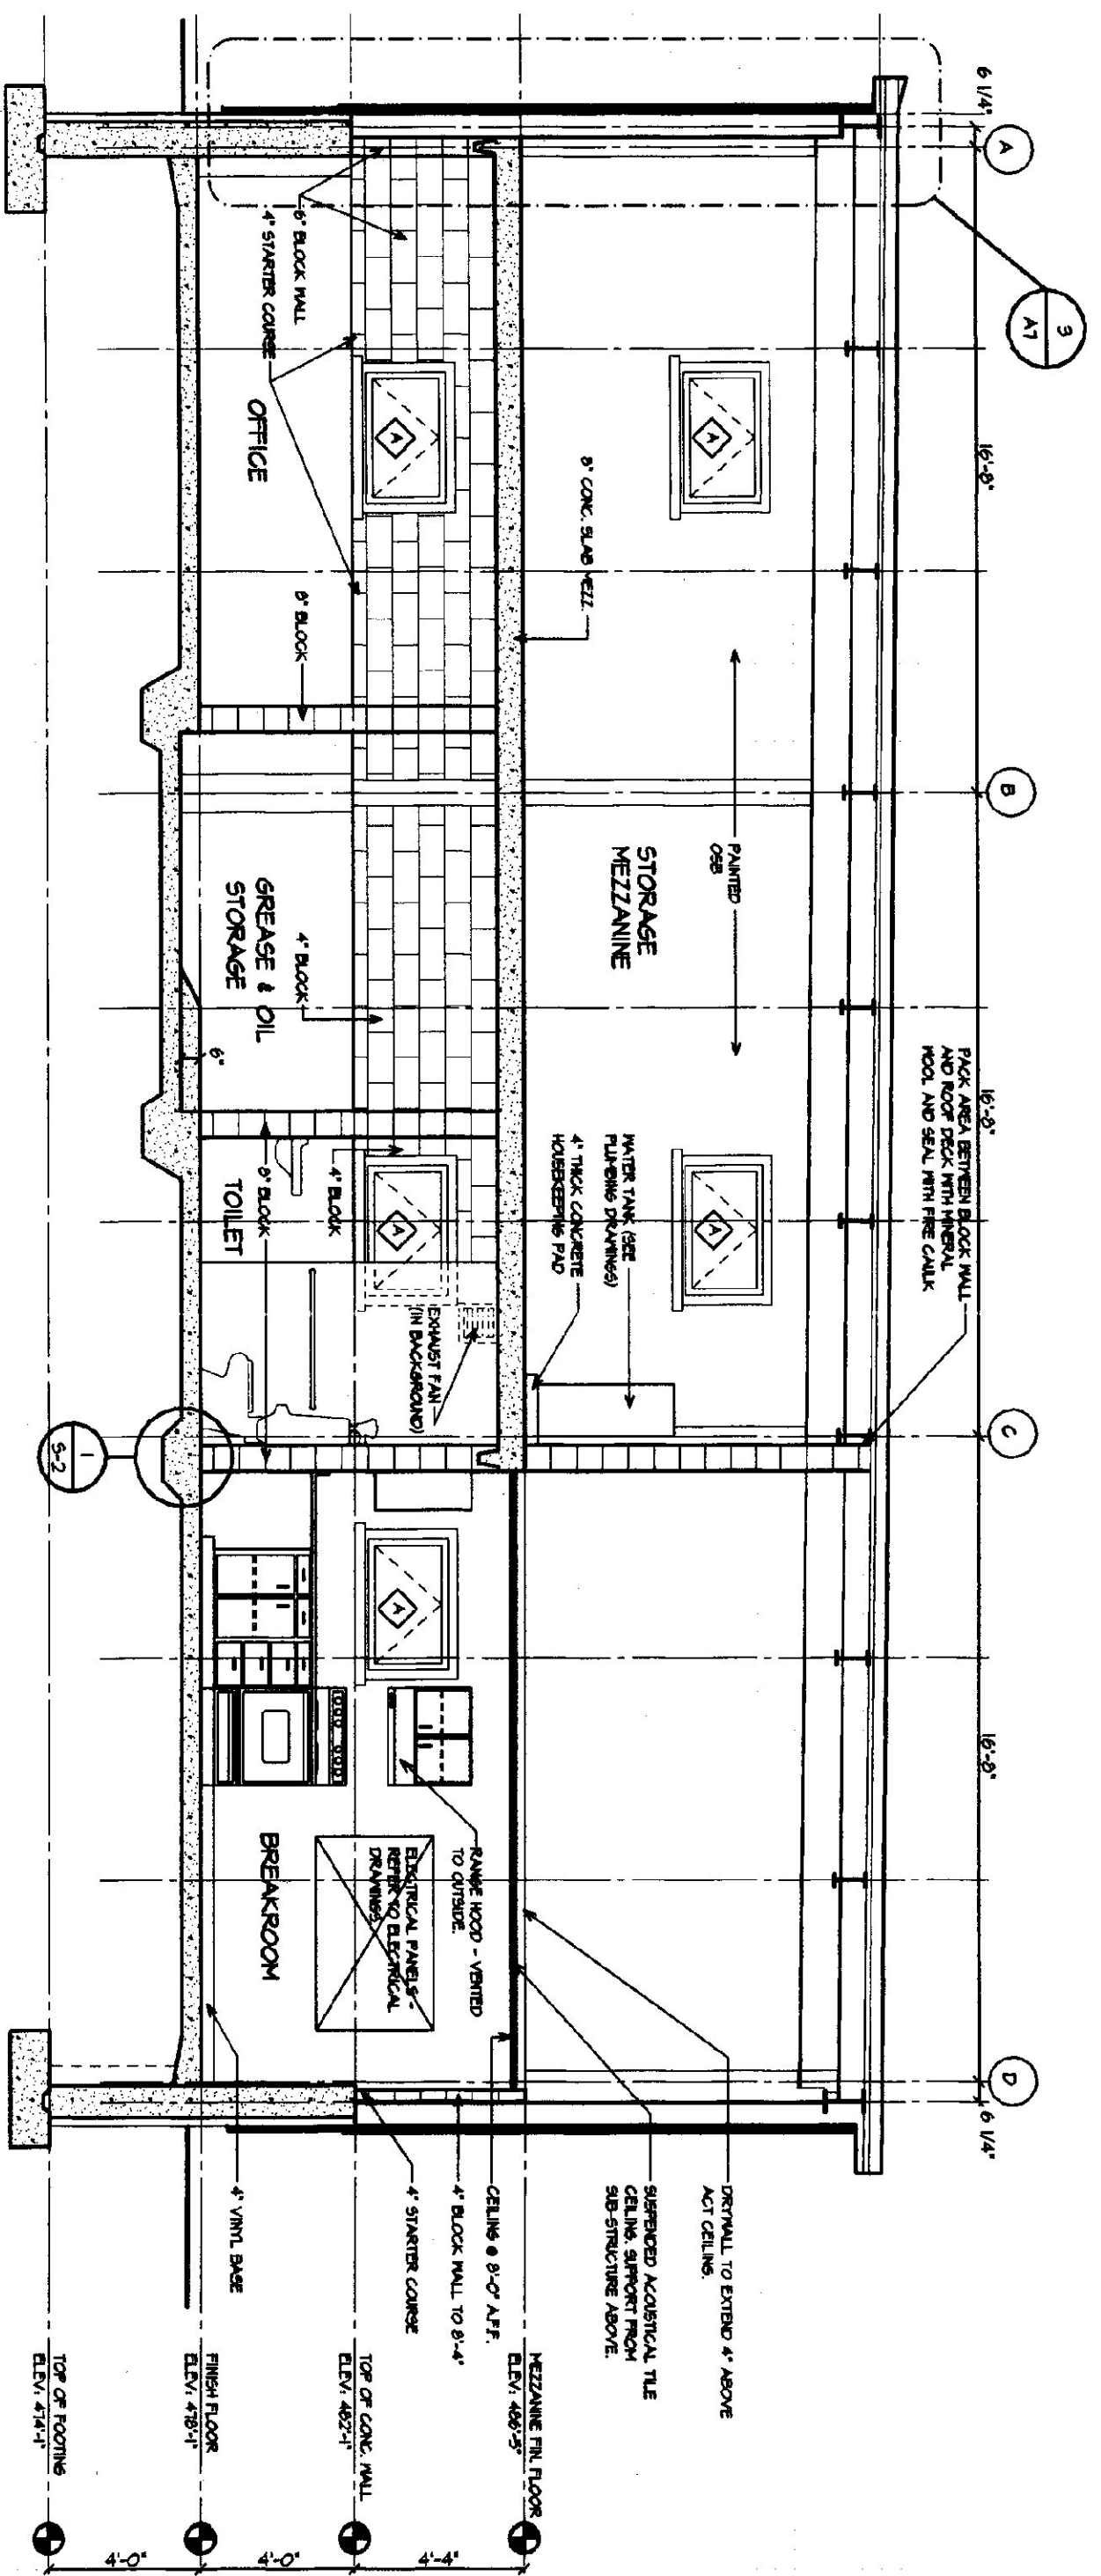 6 1/4"
A
3
A7
16'-8"
B
16'-8"
C
16'-8"
D
6 1/4"
PACK AREA BETWEEN BLOCK WALL
AND ROOF DECK WITH MINERAL
WOOL AND SEAL WITH FIRE CAULK
A
A
PAINTED
OSB
STORAGE
MEZZANINE
8" CONC. SLAB MEZZ.
WATER TANK (SEE
PLUMBING DRAWINGS)
4" THICK CONCRETE
HOUSEKEEPING PAD
DRYWALL TO EXTEND 4" ABOVE
ACT CEILING.
SUSPENDED ACOUSTICAL TILE
CEILING. SUPPORT FROM
SUB-STRUCTURE ABOVE.
MEZZANINE FIN. FLOOR
ELEV: 486'-5"
CEILING @ 8'-0" A.F.F.
4" BLOCK WALL TO 8'-4"
4" STARTER COURSE
TOP OF CONC. WALL
ELEV: 482'-1"
4'-4"
A
A
A
EXHAUST FAN
(IN BACKGROUND)
RANGE HOOD - VENTED
TO OUTSIDE.
ELECTRICAL PANELS -
REFER TO ELECTRICAL
DRAWINGS
6" BLOCK WALL
4" STARTER COURSE
OFFICE
8" BLOCK
GREASE & OIL
STORAGE
4" BLOCK
6"
4" BLOCK
8" BLOCK
TOILET
BREAKROOM
4" VINYL BASE
FINISH FLOOR
ELEV: 478'-1"
4'-0"
1
S-2
TOP OF FOOTING
ELEV: 474'-1"
4'-0"